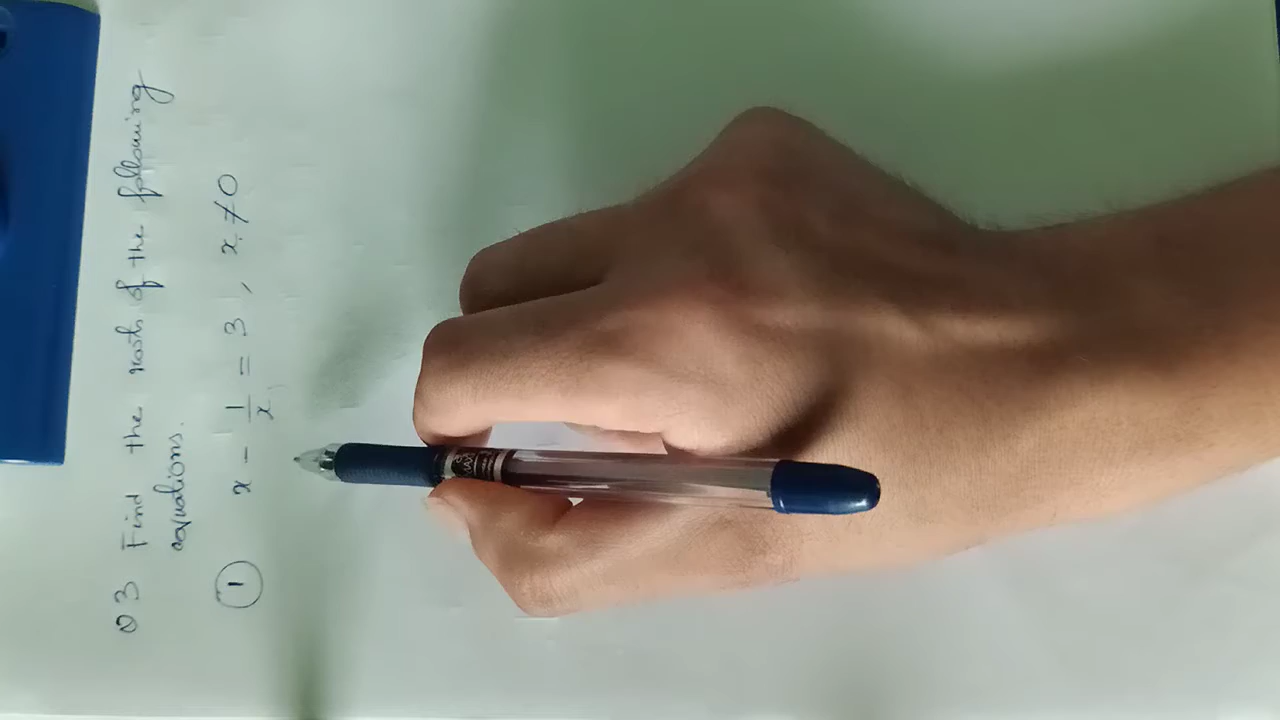 Q3 Find the roots of the following
equations.
① x - 1/x = 3, x ≠ 0